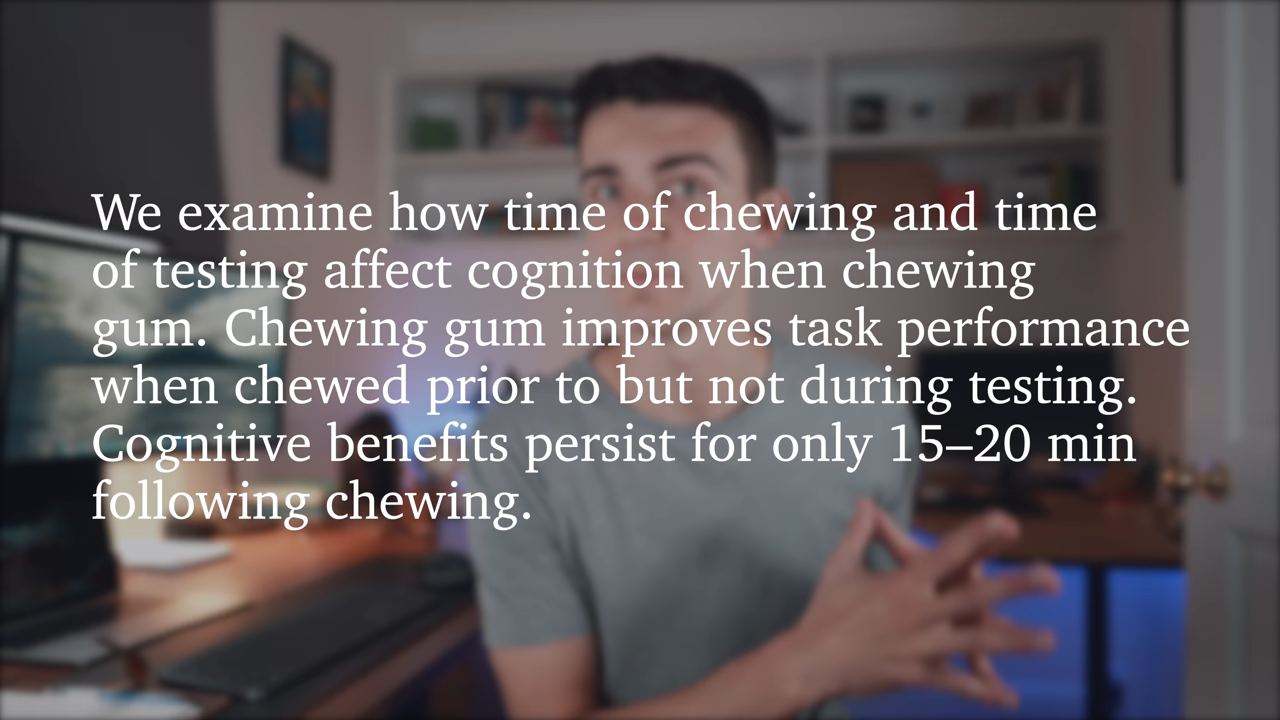 We examine how time of chewing and time
of testing affect cognition when chewing
gum. Chewing gum improves task performance
when chewed prior to but not during testing.
Cognitive benefits persist for only 15–20 min
following chewing.